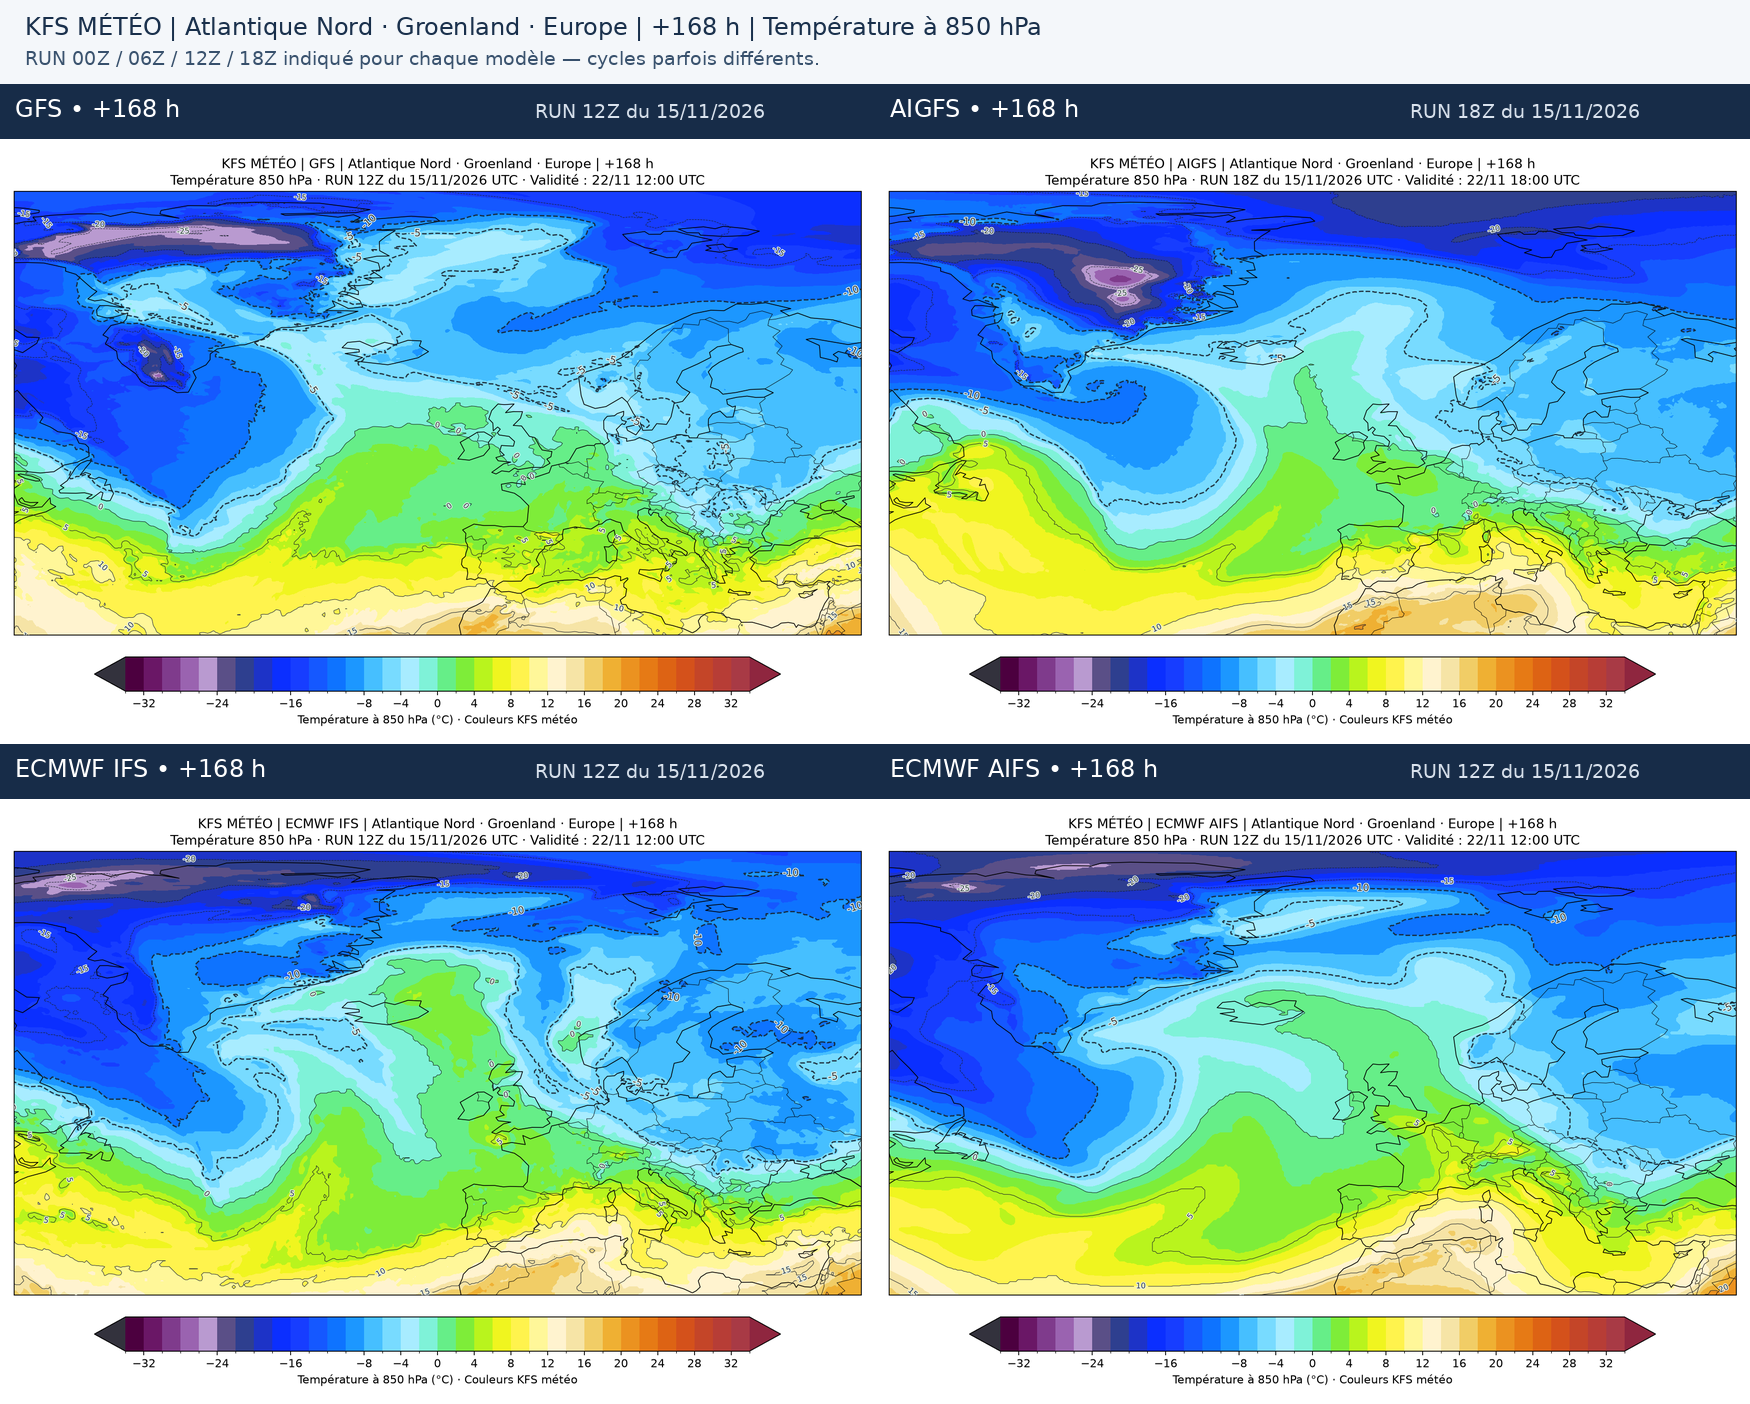 KFS MÉTÉO | Atlantique Nord · Groenland · Europe | +168 h | Température à 850 hPa
RUN 00Z / 06Z / 12Z / 18Z indiqué pour chaque modèle — cycles parfois différents.
GFS • +168 h
RUN 12Z du 15/11/2026
AIGFS • +168 h
RUN 18Z du 15/11/2026
KFS MÉTÉO | GFS | Atlantique Nord · Groenland · Europe | +168 h
Température 850 hPa · RUN 12Z du 15/11/2026 UTC · Validité : 22/11 12:00 UTC
KFS MÉTÉO | AIGFS | Atlantique Nord · Groenland · Europe | +168 h
Température 850 hPa · RUN 18Z du 15/11/2026 UTC · Validité : 22/11 18:00 UTC
−32 −24 −16 −8 −4 0 4 8 12 16 20 24 28 32
Température à 850 hPa (°C) · Couleurs KFS météo
−32 −24 −16 −8 −4 0 4 8 12 16 20 24 28 32
Température à 850 hPa (°C) · Couleurs KFS météo
ECMWF IFS • +168 h
RUN 12Z du 15/11/2026
ECMWF AIFS • +168 h
RUN 12Z du 15/11/2026
KFS MÉTÉO | ECMWF IFS | Atlantique Nord · Groenland · Europe | +168 h
Température 850 hPa · RUN 12Z du 15/11/2026 UTC · Validité : 22/11 12:00 UTC
KFS MÉTÉO | ECMWF AIFS | Atlantique Nord · Groenland · Europe | +168 h
Température 850 hPa · RUN 12Z du 15/11/2026 UTC · Validité : 22/11 12:00 UTC
−32 −24 −16 −8 −4 0 4 8 12 16 20 24 28 32
Température à 850 hPa (°C) · Couleurs KFS météo
−32 −24 −16 −8 −4 0 4 8 12 16 20 24 28 32
Température à 850 hPa (°C) · Couleurs KFS météo